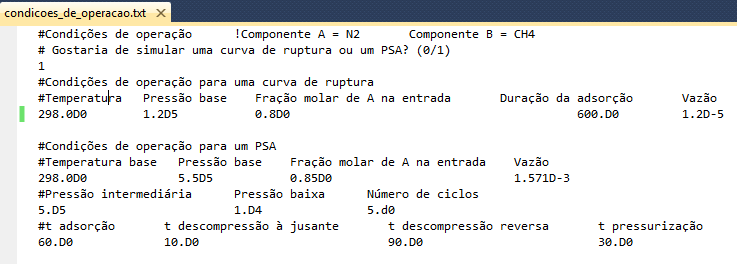 condicoes_de_operacao.txt
#Condições de operação !Componente A = N2 Componente B = CH4
# Gostaria de simular uma curva de ruptura ou um PSA? (0/1)
1
#Condições de operação para uma curva de ruptura
#Temperatura Pressão base Fração molar de A na entrada Duração da adsorção Vazão
298.0D0 1.2D5 0.8D0 600.D0 1.2D-5
#Condições de operação para um PSA
#Temperatura base Pressão base Fração molar de A na entrada Vazão
298.0D0 5.5D5 0.85D0 1.571D-3
#Pressão intermediária Pressão baixa Número de ciclos
5.D5 1.D4 5.d0
#t adsorção t descompressão à jusante t descompressão reversa t pressurização
60.D0 10.D0 90.D0 30.D0